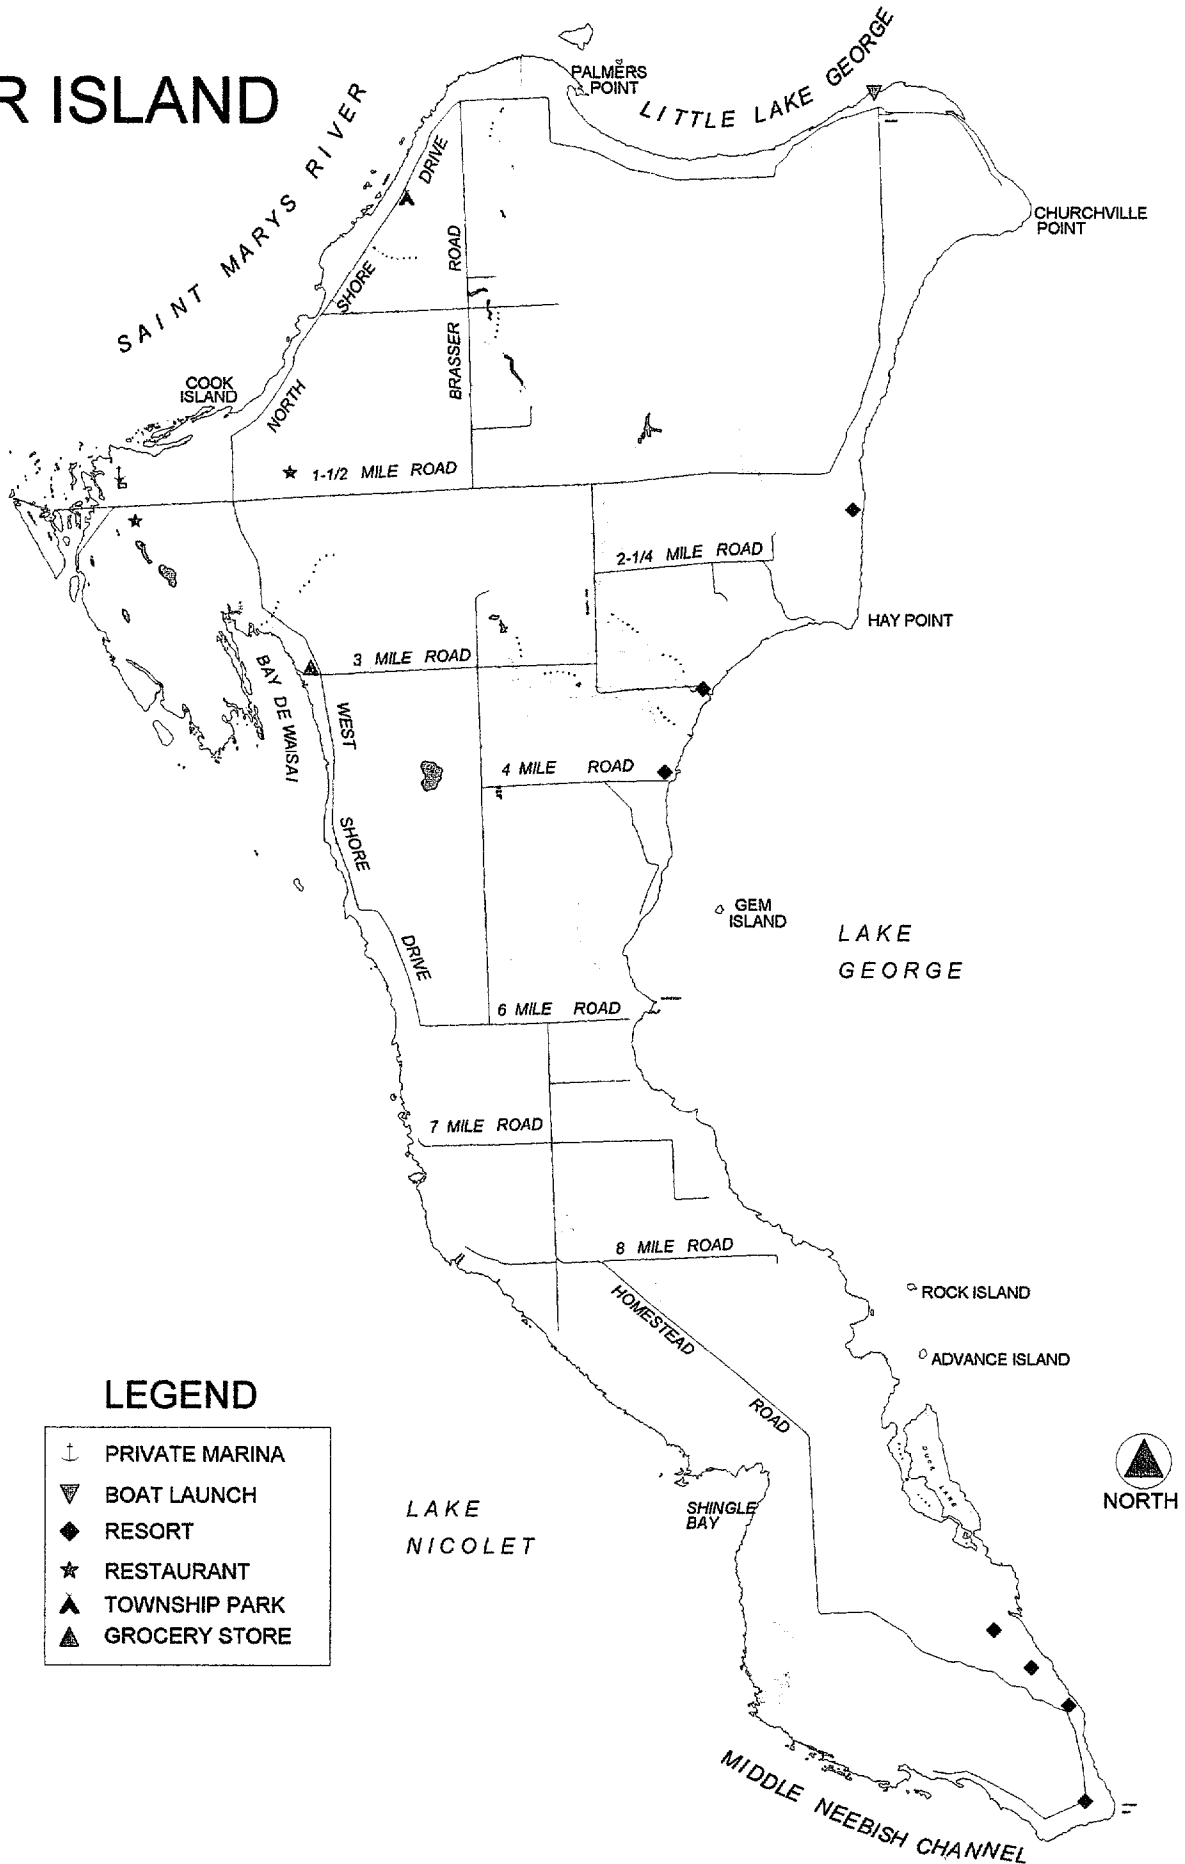 R ISLAND
PALMERS
POINT
LITTLE LAKE GEORGE
SAINT MARYS RIVER
CHURCHVILLE
POINT
NORTH SHORE DRIVE
BRASSER ROAD
COOK
ISLAND
1-1/2 MILE ROAD
2-1/4 MILE ROAD
HAY POINT
3 MILE ROAD
BAY DE WAISAI
WEST SHORE DRIVE
4 MILE ROAD
GEM
ISLAND
LAKE
GEORGE
6 MILE ROAD
7 MILE ROAD
8 MILE ROAD
HOMESTEAD ROAD
ROCK ISLAND
ADVANCE ISLAND
DUCK LAKE
LEGEND
PRIVATE MARINA
BOAT LAUNCH
RESORT
RESTAURANT
TOWNSHIP PARK
GROCERY STORE
LAKE
NICOLET
SHINGLE
BAY
NORTH
MIDDLE NEEBISH CHANNEL